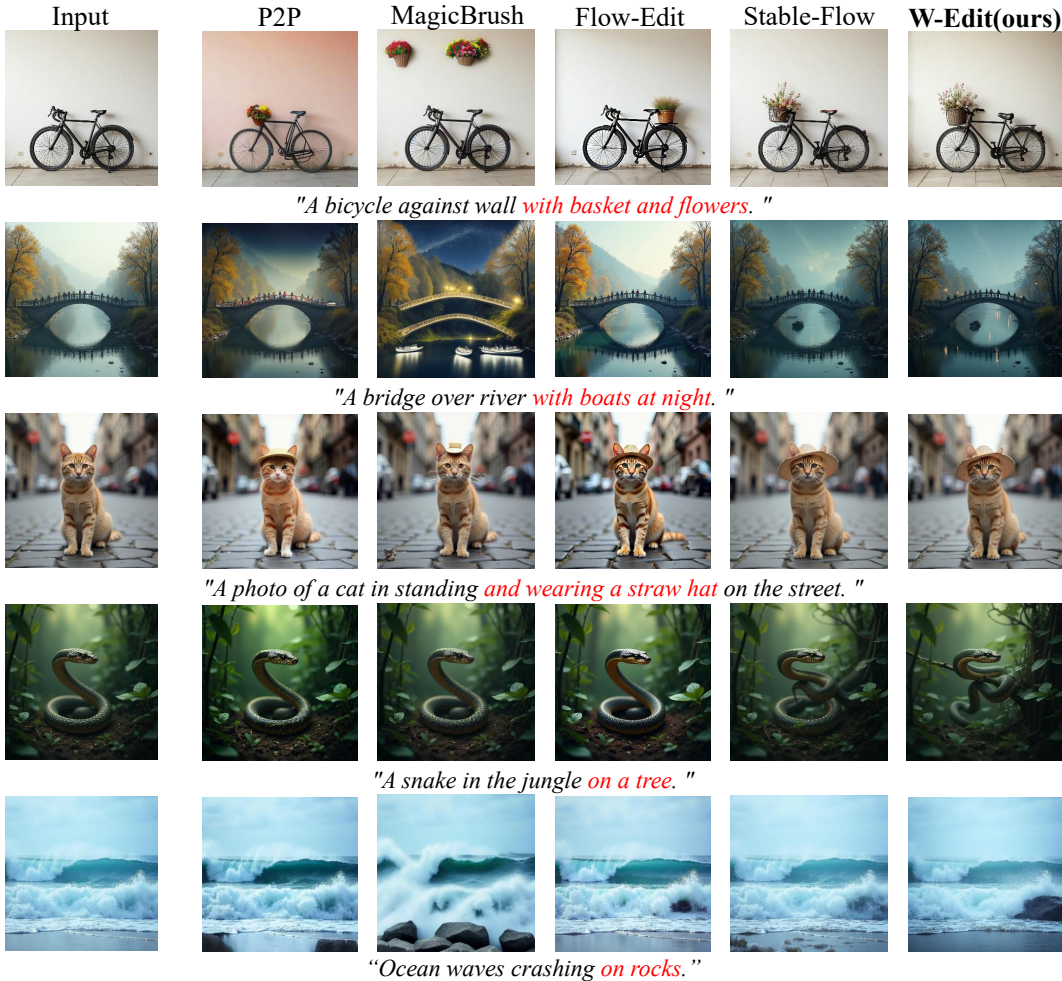 Input P2P MagicBrush Flow-Edit Stable-Flow W-Edit(ours)
"A bicycle against wall with basket and flowers. "
"A bridge over river with boats at night. "
"A photo of a cat in standing and wearing a straw hat on the street. "
"A snake in the jungle on a tree. "
“Ocean waves crashing on rocks.”